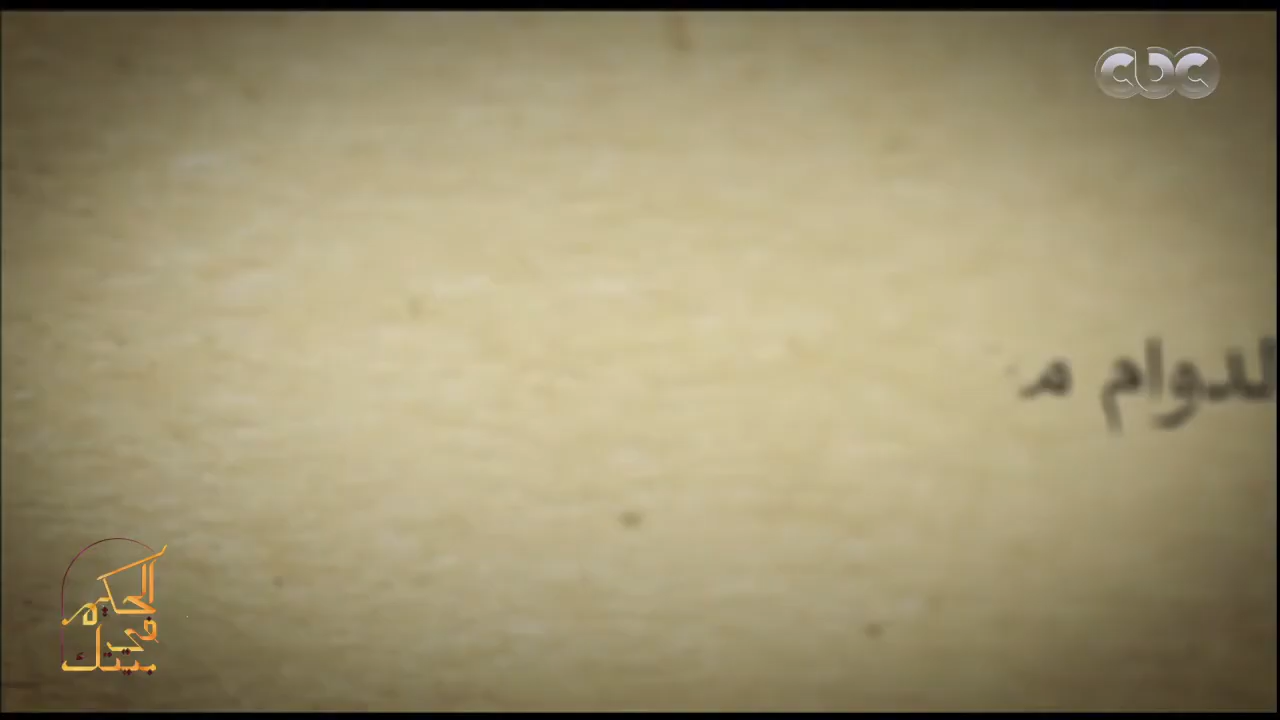 cbc
لدوام م
الحكيم
في
بيتك